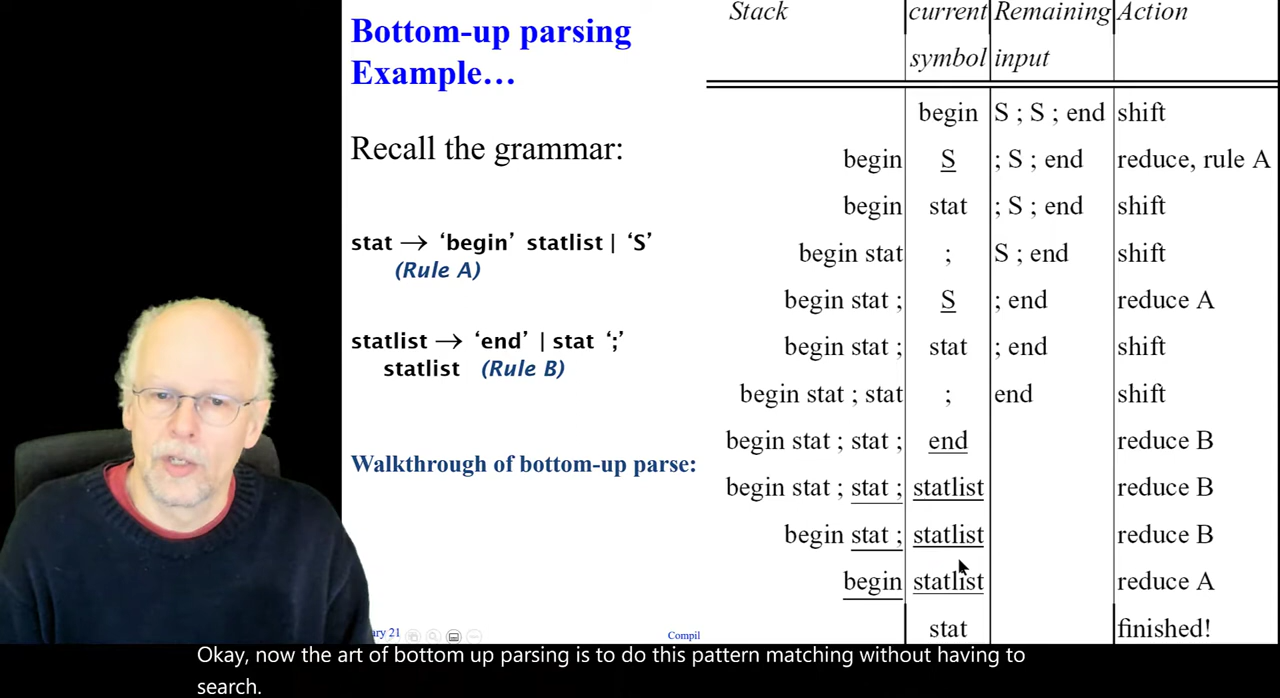 Bottom-up parsing
Example…
Recall the grammar:
stat → ‘begin’ statlist | ‘S’
(Rule A)
statlist → ‘end’ | stat ‘;’
statlist (Rule B)
Walkthrough of bottom-up parse:
Stack current Remaining Action
symbol input
begin S ; S ; end shift
begin S ; S ; end reduce, rule A
begin stat ; S ; end shift
begin stat ; S ; end shift
begin stat ; S ; end reduce A
begin stat ; stat ; end shift
begin stat ; stat ; end shift
begin stat ; stat ; end reduce B
begin stat ; stat ; statlist reduce B
begin stat ; statlist reduce B
begin statlist reduce A
stat finished!
ary 21 Compil
Okay, now the art of bottom up parsing is to do this pattern matching without having to
search.